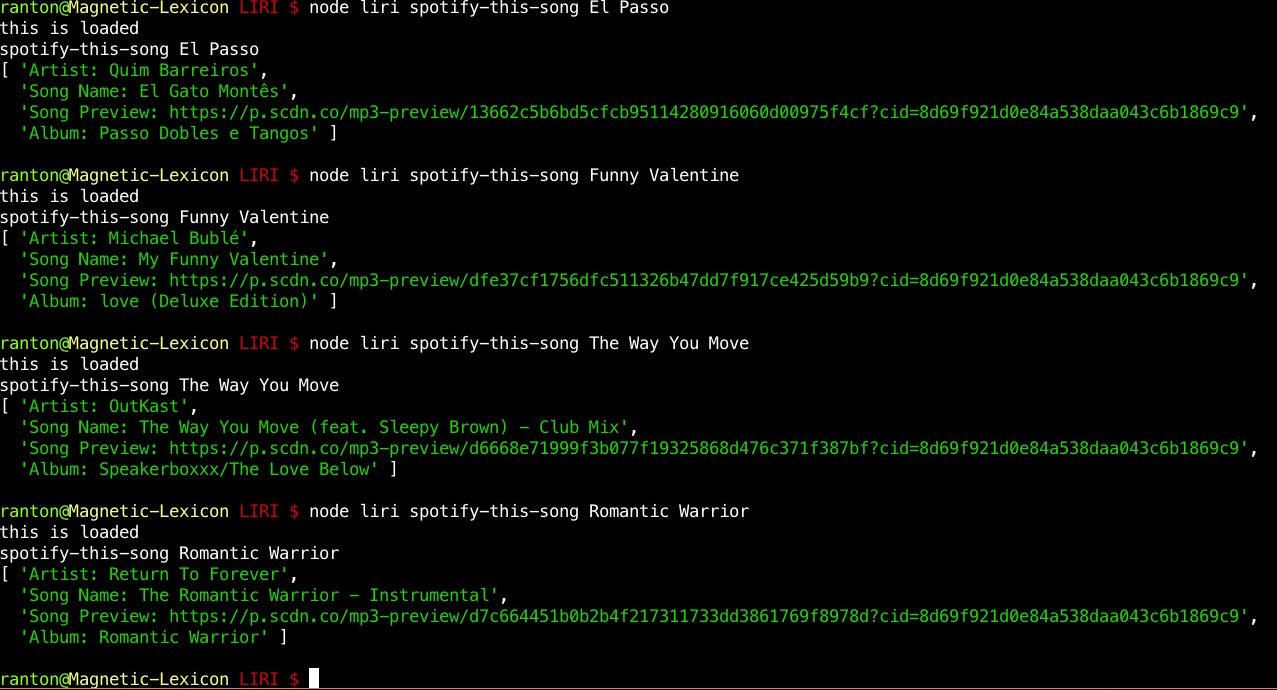 ranton@Magnetic-Lexicon LIRI $ node liri spotify-this-song El Passo
this is loaded
spotify-this-song El Passo
[ 'Artist: Quim Barreiros',
  'Song Name: El Gato Montês',
  'Song Preview: https://p.scdn.co/mp3-preview/13662c5b6bd5cfcb95114280916060d00975f4cf?cid=8d69f921d0e84a538daa043c6b1869c9',
  'Album: Passo Dobles e Tangos' ]

ranton@Magnetic-Lexicon LIRI $ node liri spotify-this-song Funny Valentine
this is loaded
spotify-this-song Funny Valentine
[ 'Artist: Michael Bublé',
  'Song Name: My Funny Valentine',
  'Song Preview: https://p.scdn.co/mp3-preview/dfe37cf1756dfc511326b47dd7f917ce425d59b9?cid=8d69f921d0e84a538daa043c6b1869c9',
  'Album: love (Deluxe Edition)' ]

ranton@Magnetic-Lexicon LIRI $ node liri spotify-this-song The Way You Move
this is loaded
spotify-this-song The Way You Move
[ 'Artist: OutKast',
  'Song Name: The Way You Move (feat. Sleepy Brown) - Club Mix',
  'Song Preview: https://p.scdn.co/mp3-preview/d6668e71999f3b077f19325868d476c371f387bf?cid=8d69f921d0e84a538daa043c6b1869c9',
  'Album: Speakerboxxx/The Love Below' ]

ranton@Magnetic-Lexicon LIRI $ node liri spotify-this-song Romantic Warrior
this is loaded
spotify-this-song Romantic Warrior
[ 'Artist: Return To Forever',
  'Song Name: The Romantic Warrior - Instrumental',
  'Song Preview: https://p.scdn.co/mp3-preview/d7c664451b0b2b4f217311733dd3861769f8978d?cid=8d69f921d0e84a538daa043c6b1869c9',
  'Album: Romantic Warrior' ]

ranton@Magnetic-Lexicon LIRI $